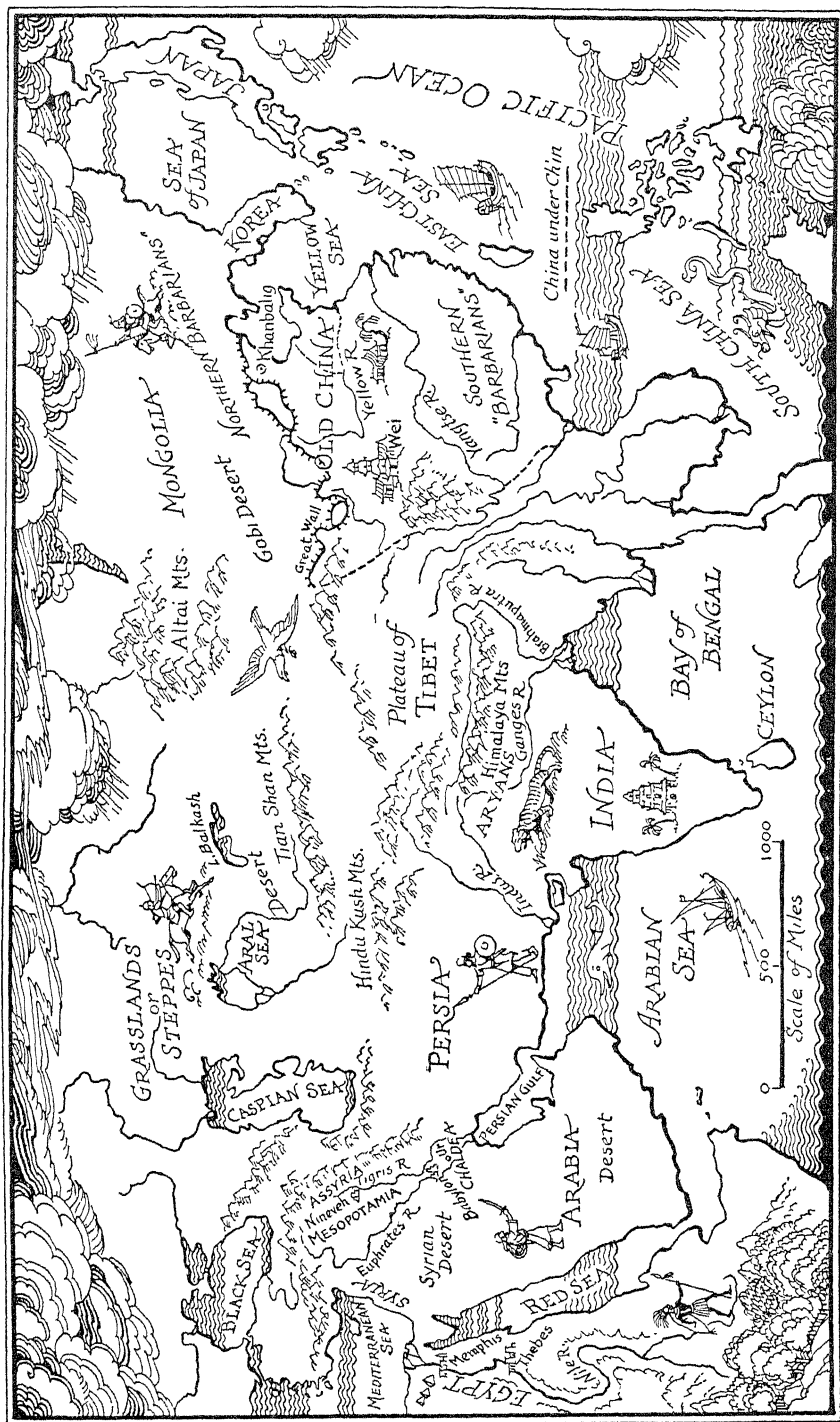 GRASSLANDS
or
STEPPES
MONGOLIA
Altai Mts.
Gobi Desert
NORTHERN
"BARBARIANS"
SEA
of JAPAN
JAPAN
PACIFIC OCEAN
KOREA
YELLOW
SEA
EAST CHINA
SEA
China under Ch'in
L. Balkash
ARAL
SEA
Desert
Tian Shan Mts.
Great Wall
OLD CHINA
Khanbalig
Yellow R.
Wei
Yangtse R.
SOUTHERN
"BARBARIANS"
SOUTH CHINA SEA
BLACK SEA
CASPIAN SEA
Hindu Kush Mts.
Plateau of
TIBET
MEDITERRANEAN
SEA
SYRIA
ASSYRIA
Nineveh
Tigris R
MESOPOTAMIA
Euphrates R.
Syrian
Desert
Babylon
Ur
CHALDEA
PERSIA
PERSIAN GULF
Indus R.
ARYANS
Himalaya Mts
Ganges R.
Brahmaputra R.
INDIA
BAY of
BENGAL
CEYLON
EGYPT
Memphis
Thebes
Nile R.
RED SEA
ARABIA
Desert
ARABIAN
SEA
0 500 1000
Scale of Miles